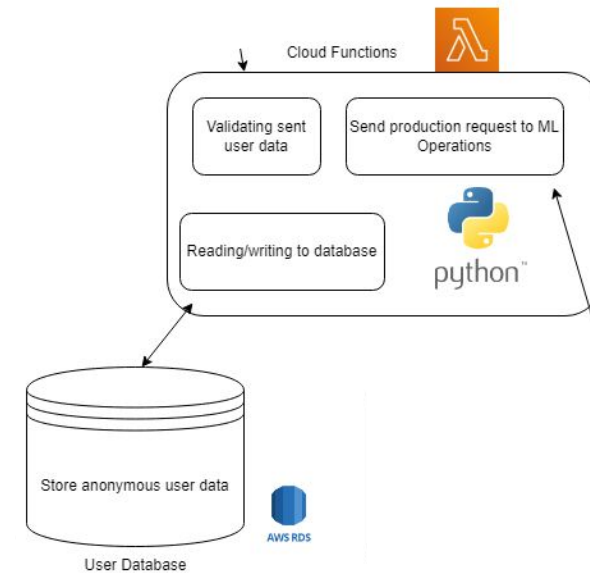 Cloud Functions
Validating sent
user data
Send production request to ML
Operations
Reading/writing to database
python™
Store anonymous user data
AWS RDS
User Database